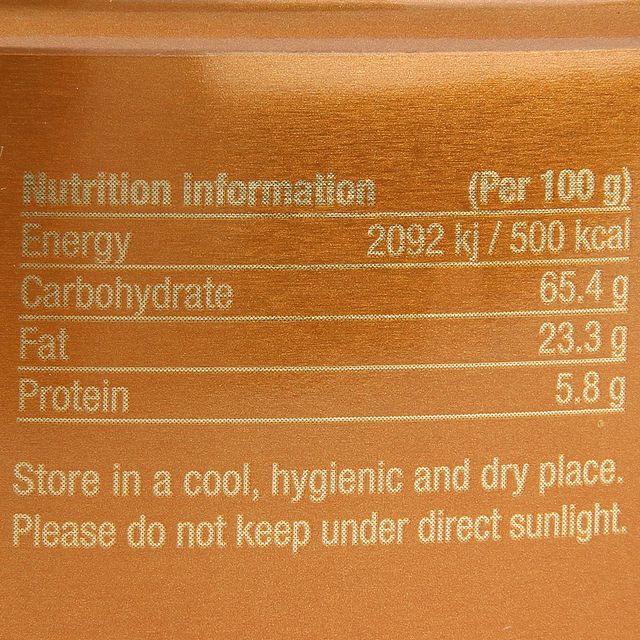 Nutrition information (Per 100 g)
Energy 2092 kj / 500 kcal
Carbohydrate 65.4 g
Fat 23.3 g
Protein 5.8 g
Store in a cool, hygienic and dry place.
Please do not keep under direct sunlight.